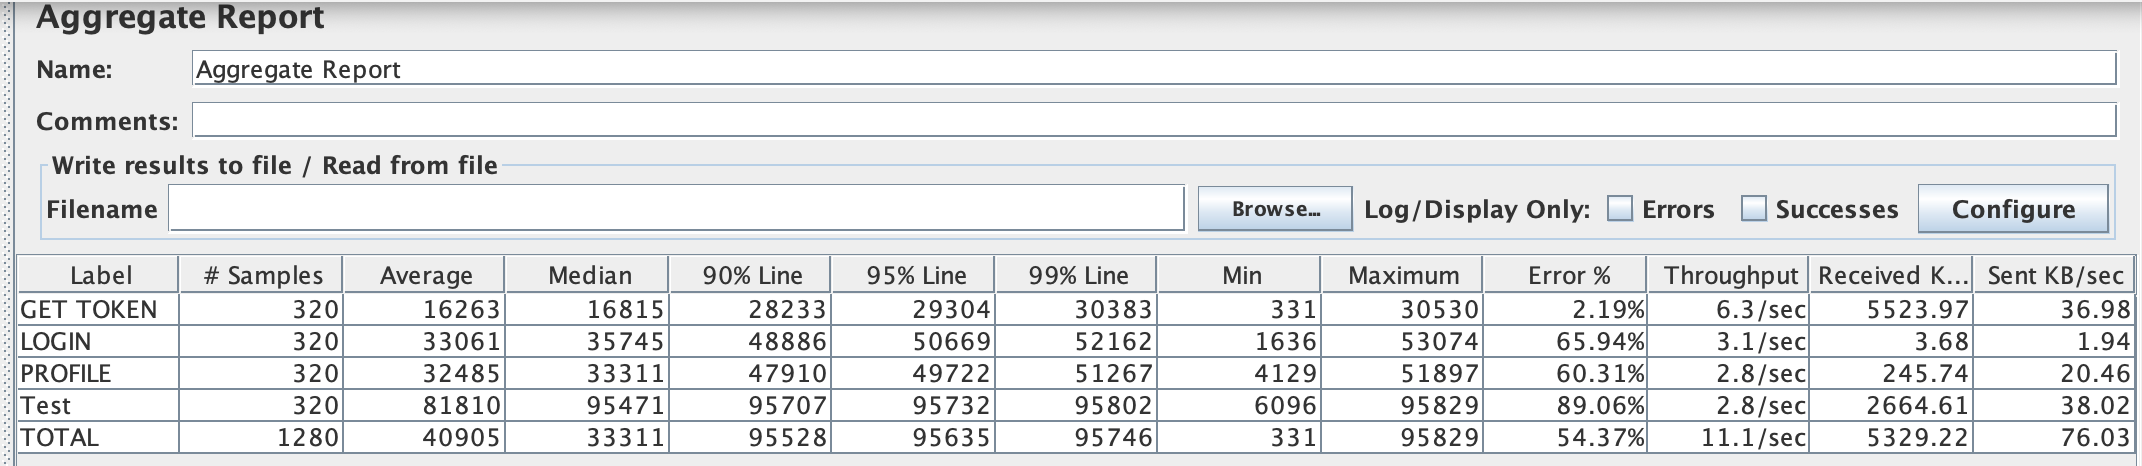 Aggregate Report
Name: Aggregate Report
Comments:
Write results to file / Read from file
Filename Browse... Log/Display Only: Errors Successes Configure
Label # Samples Average Median 90% Line 95% Line 99% Line Min Maximum Error % Throughput Received K... Sent KB/sec
GET TOKEN 320 16263 16815 28233 29304 30383 331 30530 2.19% 6.3/sec 5523.97 36.98
LOGIN 320 33061 35745 48886 50669 52162 1636 53074 65.94% 3.1/sec 3.68 1.94
PROFILE 320 32485 33311 47910 49722 51267 4129 51897 60.31% 2.8/sec 245.74 20.46
Test 320 81810 95471 95707 95732 95802 6096 95829 89.06% 2.8/sec 2664.61 38.02
TOTAL 1280 40905 33311 95528 95635 95746 331 95829 54.37% 11.1/sec 5329.22 76.03